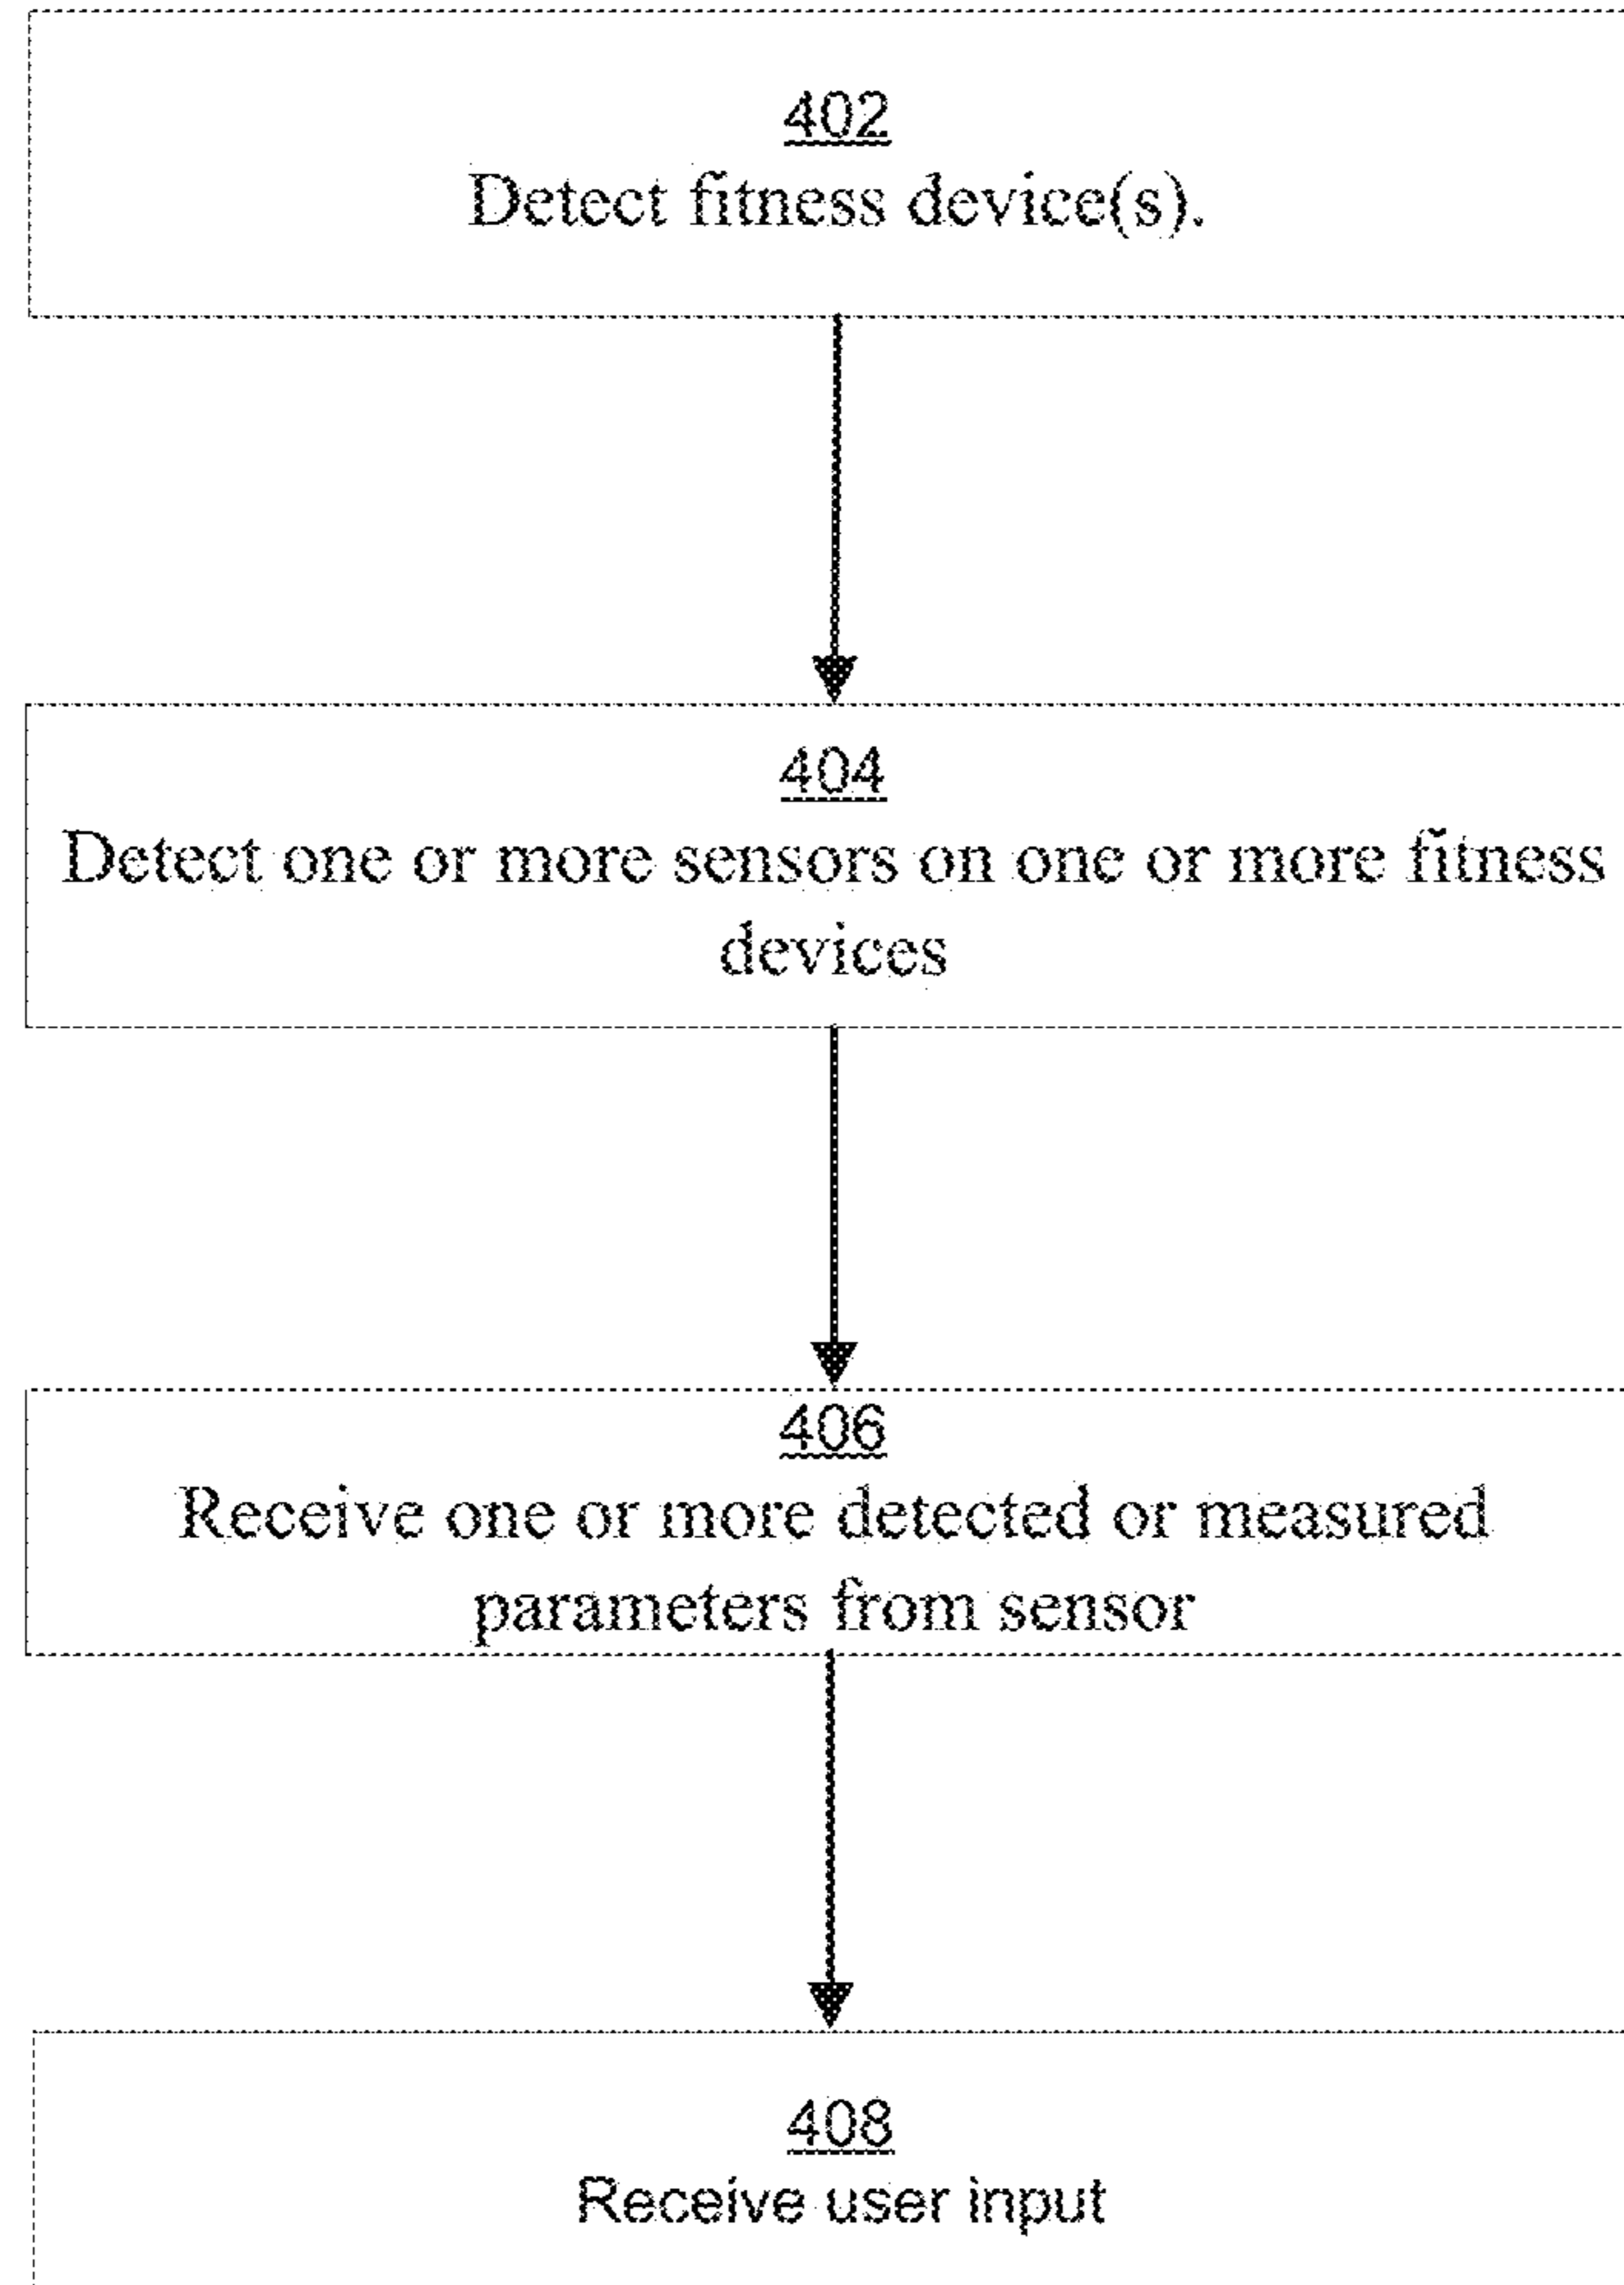 402
Detect fitness device(s).
404
Detect one or more sensors on one or more fitness
devices
406
Receive one or more detected or measured
parameters from sensor
408
Receive user input